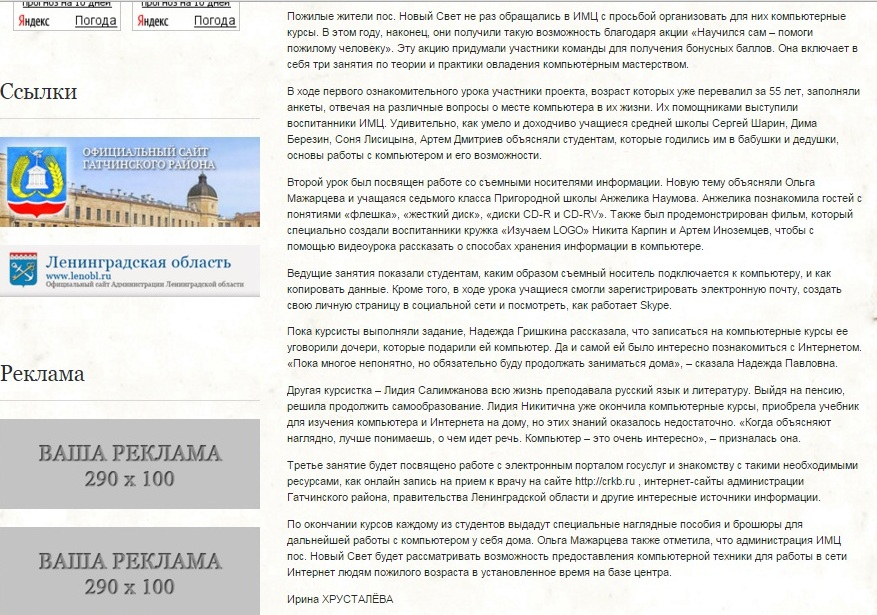 прогноз на 10 дней
прогноз на 10 дней
Яндекс Погода
Яндекс Погода
Ссылки
ОФИЦИАЛЬНЫЙ САЙТ
ГАТЧИНСКОГО РАЙОНА
Ленинградская область
www.lenobl.ru
Официальный сайт Администрации Ленинградской области
Реклама
ВАША РЕКЛАМА
290 x 100
ВАША РЕКЛАМА
290 x 100
Пожилые жители пос. Новый Свет не раз обращались в ИМЦ с просьбой организовать для них компьютерные
курсы. В этом году, наконец, они получили такую возможность благодаря акции «Научился сам – помоги
пожилому человеку». Эту акцию придумали участники команды для получения бонусных баллов. Она включает в
себя три занятия по теории и практики овладения компьютерным мастерством.
В ходе первого ознакомительного урока участники проекта, возраст которых уже перевалил за 55 лет, заполняли
анкеты, отвечая на различные вопросы о месте компьютера в их жизни. Их помощниками выступили
воспитанники ИМЦ. Удивительно, как умело и доходчиво учащиеся средней школы Сергей Шарин, Дима
Березин, Соня Лисицына, Артем Дмитриев объясняли студентам, которые годились им в бабушки и дедушки,
основы работы с компьютером и его возможности.
Второй урок был посвящен работе со съемными носителями информации. Новую тему объясняли Ольга
Мажарцева и учащаяся седьмого класса Пригородной школы Анжелика Наумова. Анжелика познакомила гостей с
понятиями «флешка», «жесткий диск», «диски CD-R и CD-RV». Также был продемонстрирован фильм, который
специально создали воспитанники кружка «Изучаем LOGO» Никита Карпин и Артем Иноземцев, чтобы с
помощью видеоурока рассказать о способах хранения информации в компьютере.
Ведущие занятия показали студентам, каким образом съемный носитель подключается к компьютеру, и как
копировать данные. Кроме того, в ходе урока учащиеся смогли зарегистрировать электронную почту, создать
свою личную страницу в социальной сети и посмотреть, как работает Skype.
Пока курсисты выполняли задание, Надежда Гришкина рассказала, что записаться на компьютерные курсы ее
уговорили дочери, которые подарили ей компьютер. Да и самой ей было интересно познакомиться с Интернетом.
«Пока многое непонятно, но обязательно буду продолжать заниматься дома», – сказала Надежда Павловна.
Другая курсистка – Лидия Салимжанова всю жизнь преподавала русский язык и литературу. Выйдя на пенсию,
решила продолжить самообразование. Лидия Никитична уже окончила компьютерные курсы, приобрела учебник
для изучения компьютера и Интернета на дому, но этих знаний оказалось недостаточно. «Когда объясняют
наглядно, лучше понимаешь, о чем идет речь. Компьютер – это очень интересно», – призналась она.
Третье занятие будет посвящено работе с электронным порталом госуслуг и знакомству с такими необходимыми
ресурсами, как онлайн запись на прием к врачу на сайте http://crkb.ru , интернет-сайты администрации
Гатчинского района, правительства Ленинградской области и другие интересные источники информации.
По окончании курсов каждому из студентов выдадут специальные наглядные пособия и брошюры для
дальнейшей работы с компьютером у себя дома. Ольга Мажарцева также отметила, что администрация ИМЦ
пос. Новый Свет будет рассматривать возможность предоставления компьютерной техники для работы в сети
Интернет людям пожилого возраста в установленное время на базе центра.
Ирина ХРУСТАЛЁВА